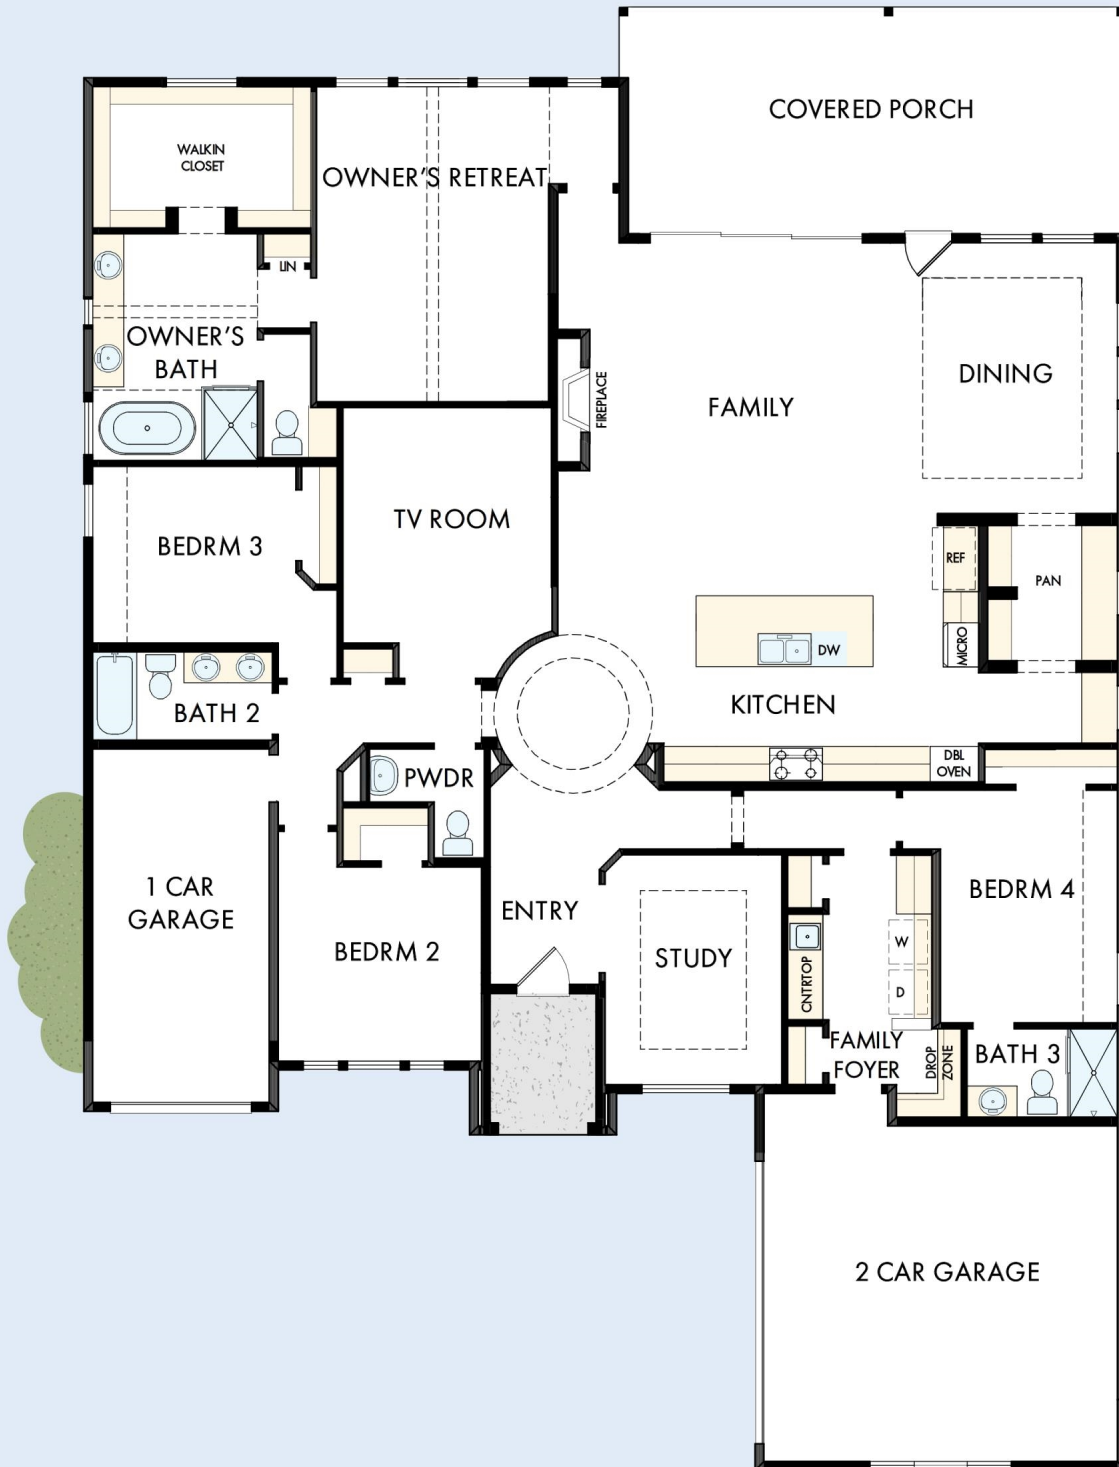 COVERED PORCH
WALKIN
CLOSET
OWNER'S RETREAT
LIN
OWNER'S
BATH
FIREPLACE
FAMILY
DINING
TV ROOM
BEDRM 3
REF
PAN
MICRO
DW
KITCHEN
BATH 2
DBL
OVEN
PWDR
1 CAR
GARAGE
BEDRM 2
ENTRY
STUDY
CNTRTOP
W
D
BEDRM 4
FAMILY
FOYER
DROP
ZONE
BATH 3
2 CAR GARAGE